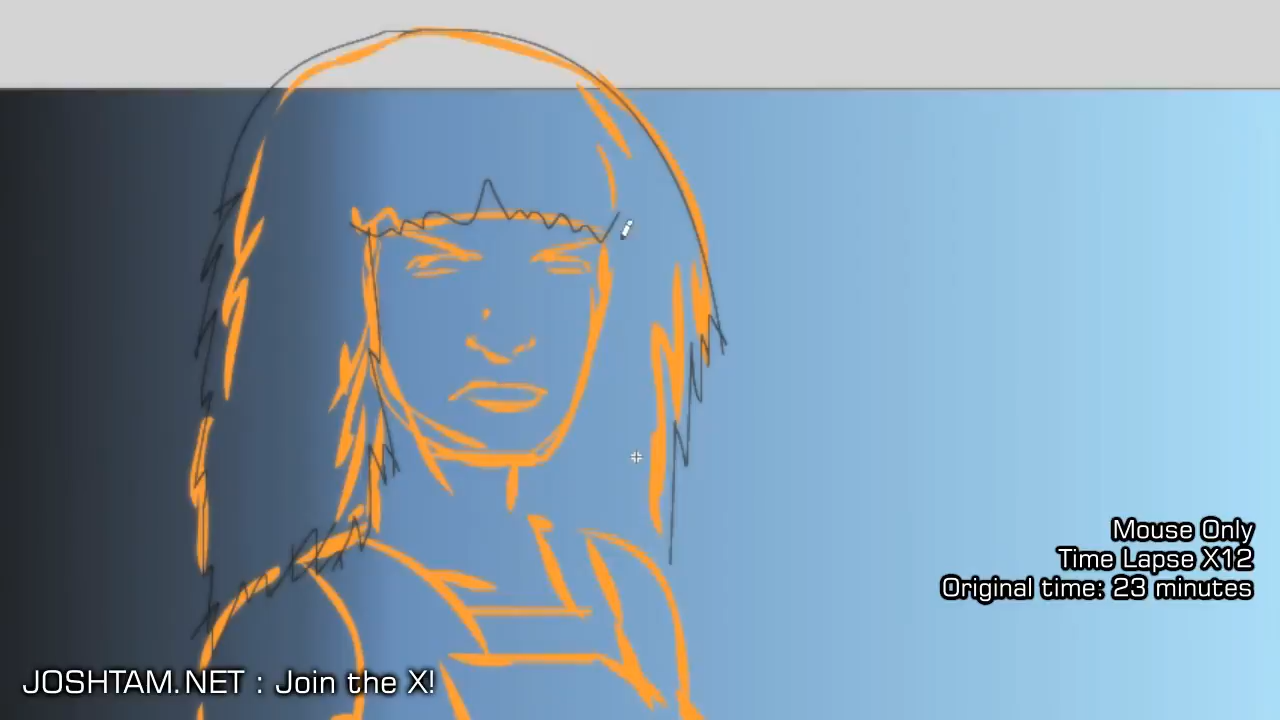 Mouse Only
Time Lapse X12
Original time: 23 minutes
JOSHTAM.NET : Join the X!